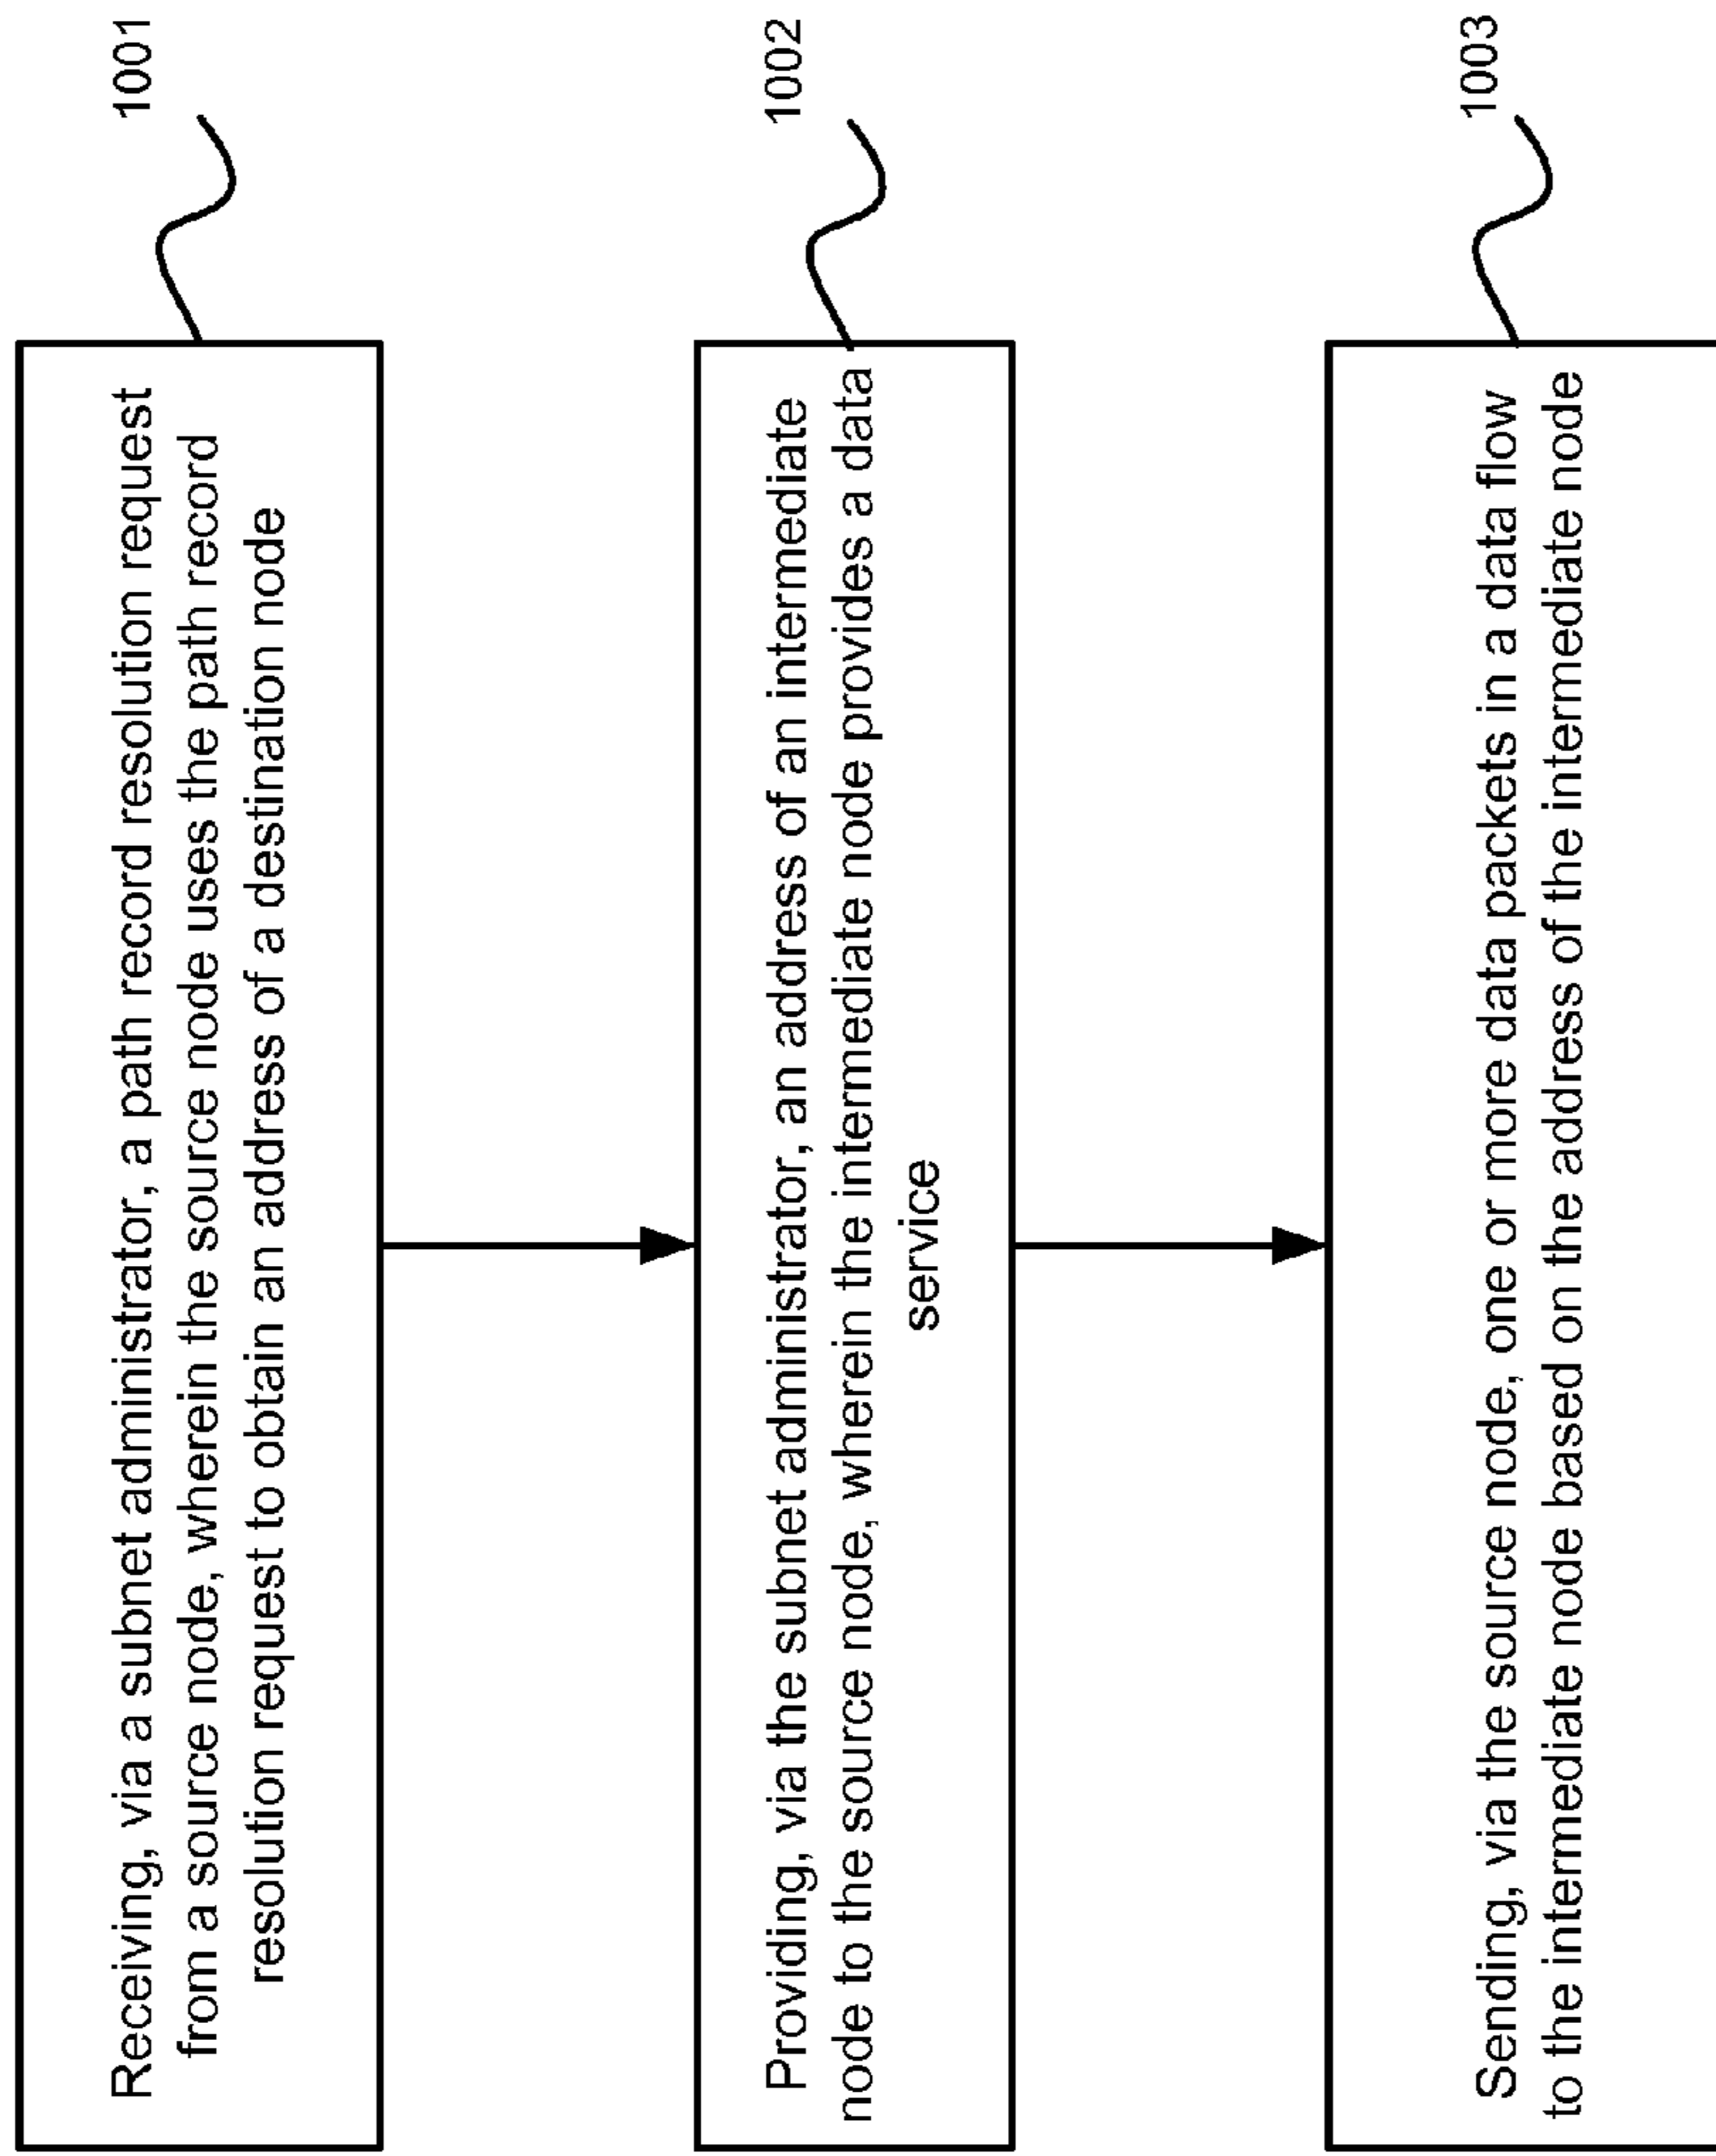 Receiving, via a subnet administrator, a path record resolution request
from a source node, wherein the source node uses the path record
resolution request to obtain an address of a destination node
1001
Providing, via the subnet administrator, an address of an intermediate
node to the source node, wherein the intermediate node provides a data
service
1002
Sending, via the source node, one or more data packets in a data flow
to the intermediate node based on the address of the intermediate node
1003